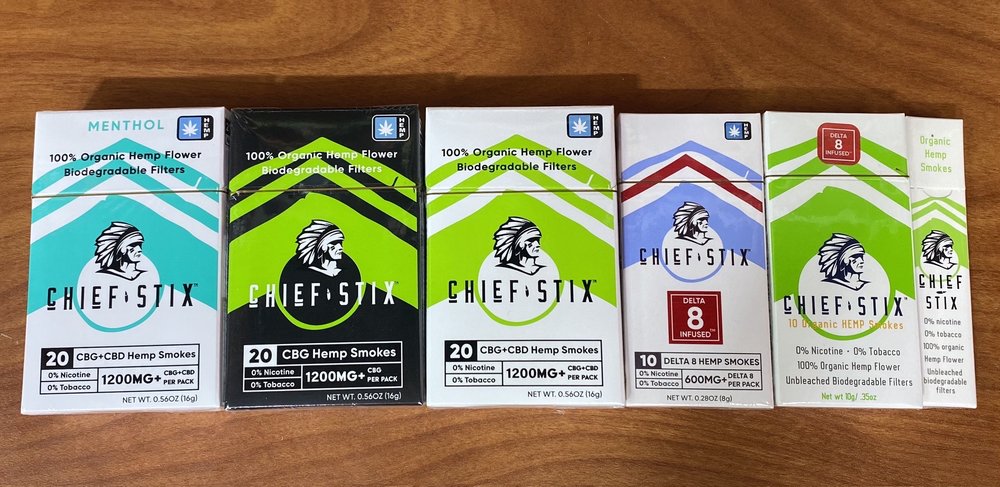 MENTHOL
HEMP
100% Organic Hemp Flower
Biodegradable Filters
CHIEF STIX™
20 CBG+CBD Hemp Smokes
0% Nicotine
0% Tobacco
1200MG+ CBG+CBD PER PACK
NET WT. 0.56OZ (16g)
HEMP
100% Organic Hemp Flower
Biodegradable Filters
CHIEF STIX™
20 CBG Hemp Smokes
0% Nicotine
0% Tobacco
1200MG+ CBG PER PACK
NET WT. 0.56OZ (16g)
HEMP
100% Organic Hemp Flower
Biodegradable Filters
CHIEF STIX™
20 CBG+CBD Hemp Smokes
0% Nicotine
0% Tobacco
1200MG+ CBG+CBD PER PACK
NET WT. 0.56OZ (16g)
HEMP
CHIEF STIX™
DELTA
8
INFUSED™
10 DELTA 8 HEMP SMOKES
0% Nicotine
0% Tobacco
600MG+ DELTA 8 PER PACK
NET WT. 0.28OZ (8g)
DELTA
8
INFUSED™
CHIEF STIX™
10 Organic HEMP Smokes
0% Nicotine - 0% Tobacco
100% Organic Hemp Flower
Unbleached Biodegradable Filters
Net wt 10g/ .35oz
Organic
Hemp
Smokes
CHIEF
STIX
0% nicotine
0% tobacco
100% organic
Hemp Flower
Unbleached
biodegradable
filters